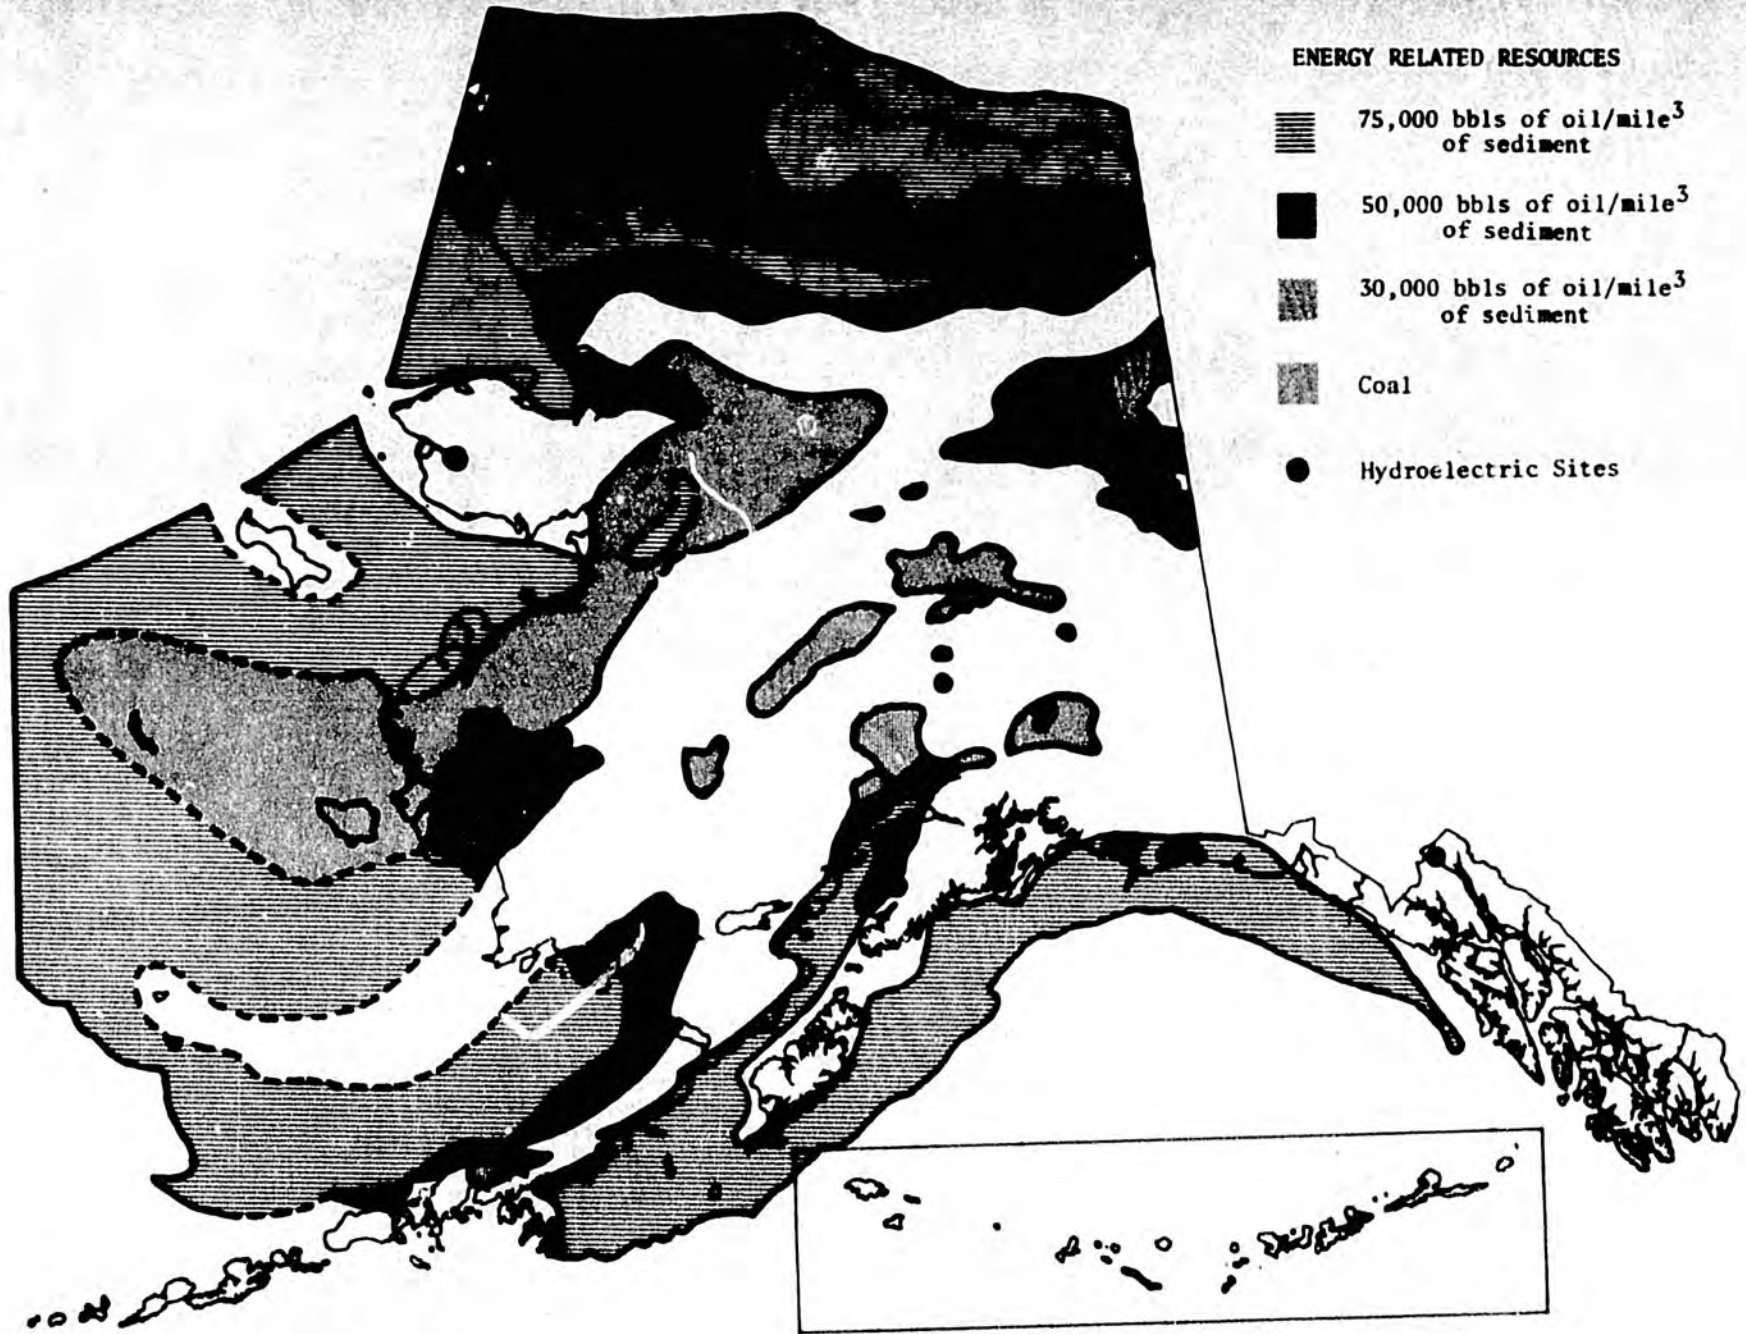 ENERGY RELATED RESOURCES
75,000 bbls of oil/mile³
of sediment
50,000 bbls of oil/mile³
of sediment
30,000 bbls of oil/mile³
of sediment
Coal
Hydroelectric Sites